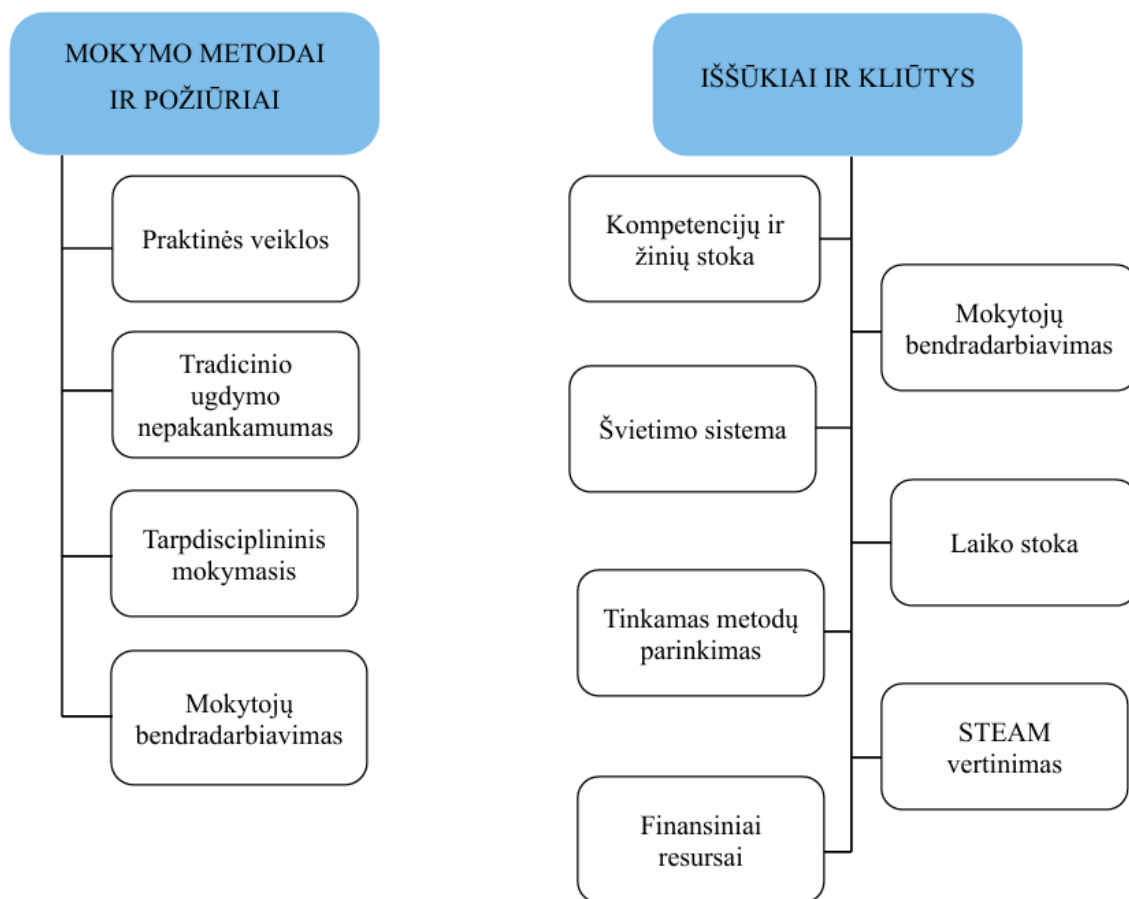 MOKYMO METODAI
IR POŽIŪRIAI
Praktinės veiklos
Tradicinio
ugdymo
nepakankamumas
Tarpdisciplininis
mokymasis
Mokytojų
bendradarbiavimas
IŠŠŪKIAI IR KLIŪTYS
Kompetencijų ir
žinių stoka
Mokytojų
bendradarbiavimas
Švietimo sistema
Laiko stoka
Tinkamas metodų
parinkimas
STEAM
vertinimas
Finansiniai
resursai